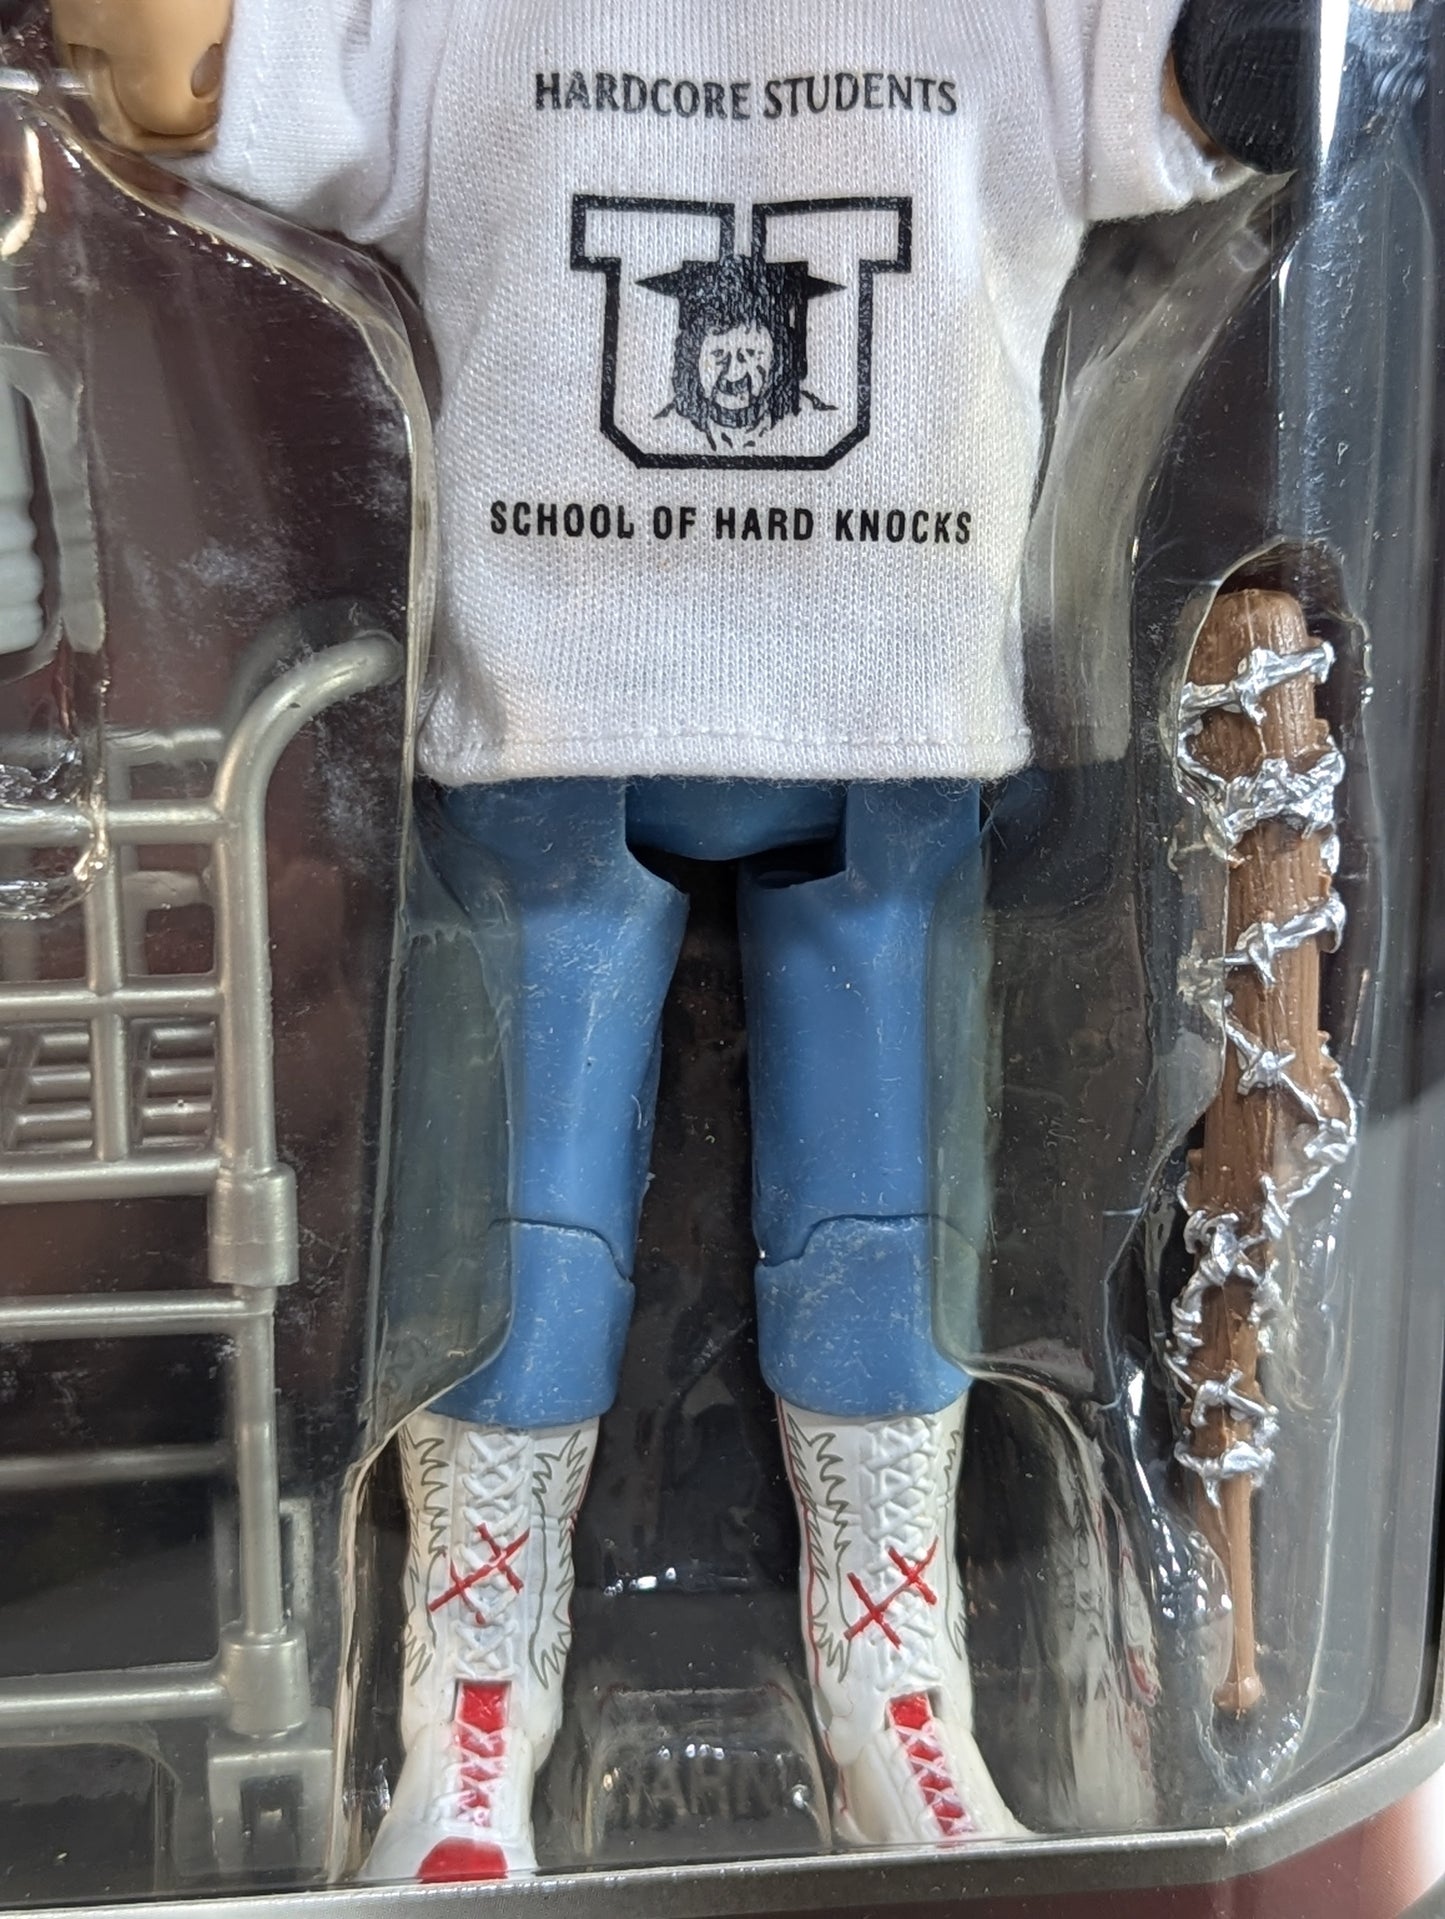 HARDCORE STUDENTS
U
SCHOOL OF HARD KNOCKS